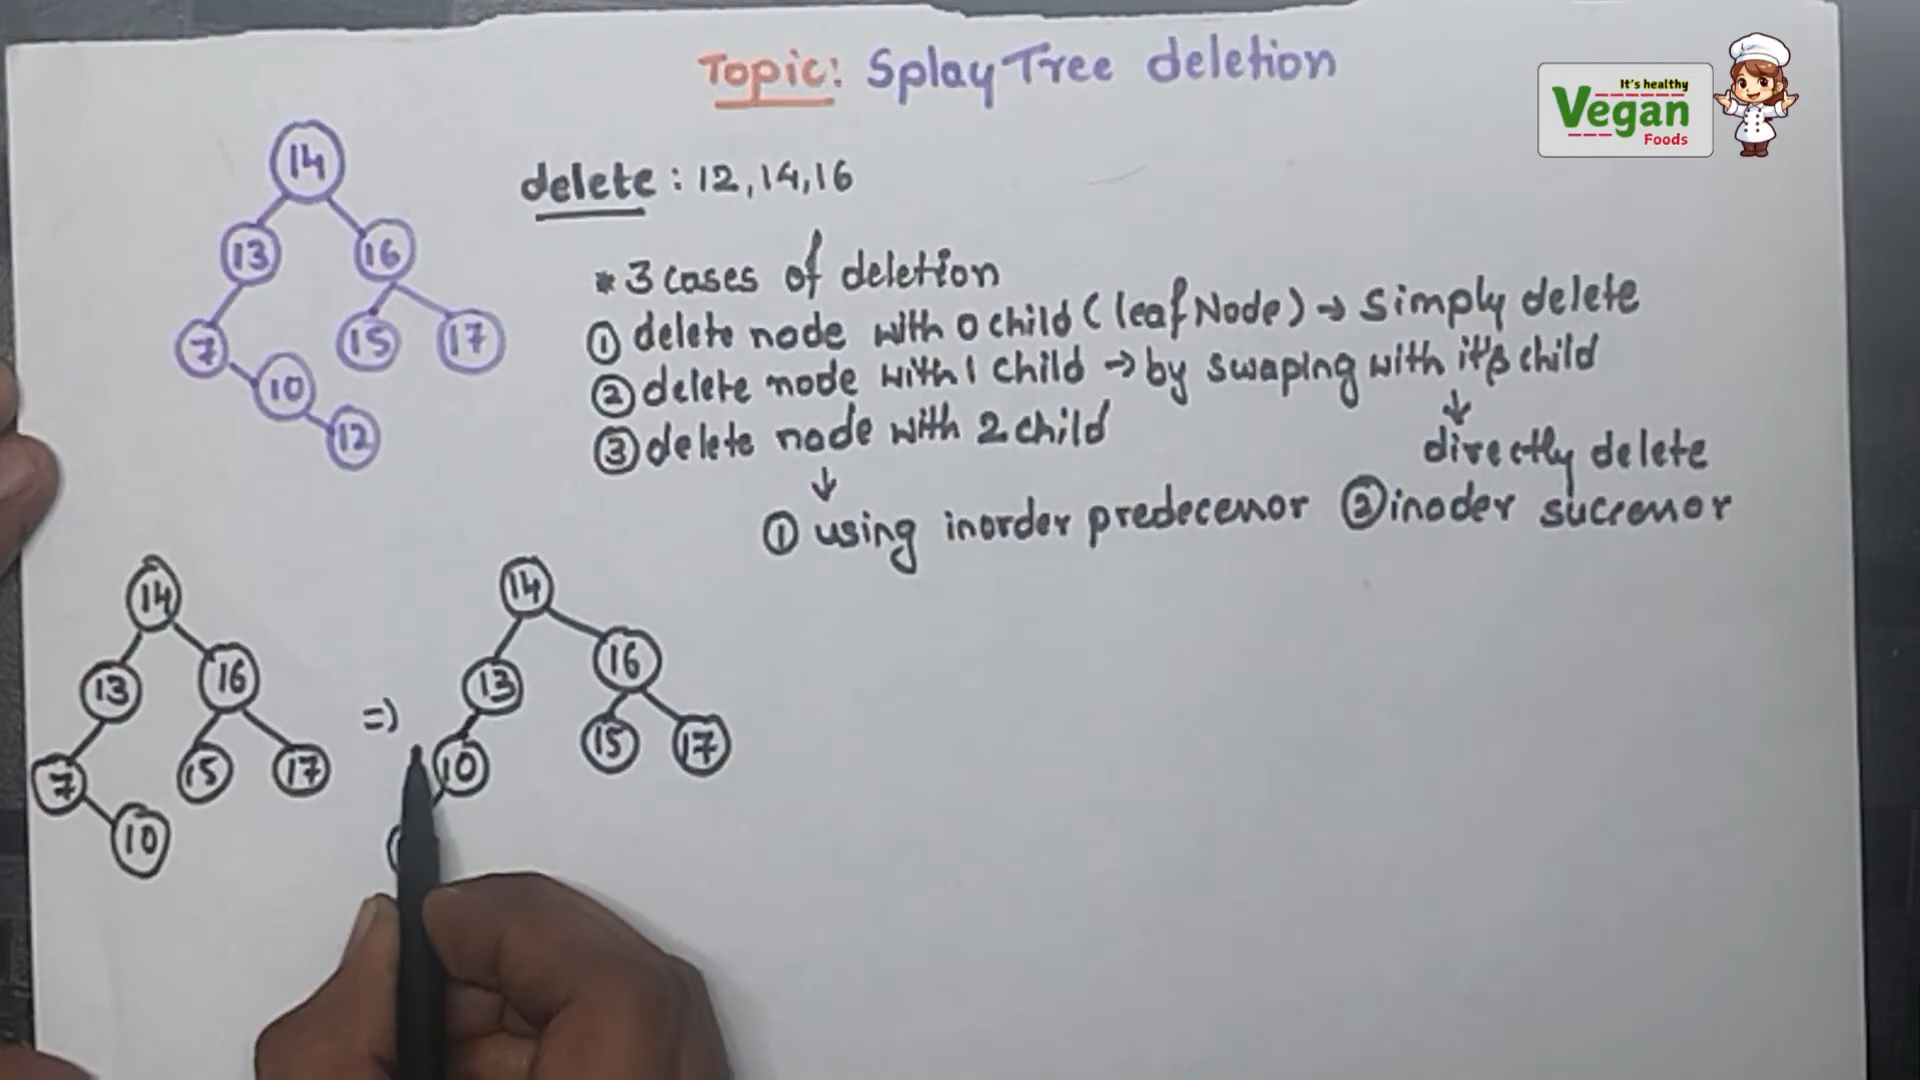 Topic: Splay Tree deletion
It's healthy
Vegan
Foods
delete : 12, 14, 16
* 3 cases of deletion
① delete node with 0 child ( leaf Node ) → simply delete
② delete node with 1 child → by swaping with it's child
↓
directly delete
③ delete node with 2 child
↓
① using inorder predecenor ② inoder sucrenor
14
13 16
7 15 17
10
12
14
13 16
7 15 17
10
=)
14
13 16
10 15 17